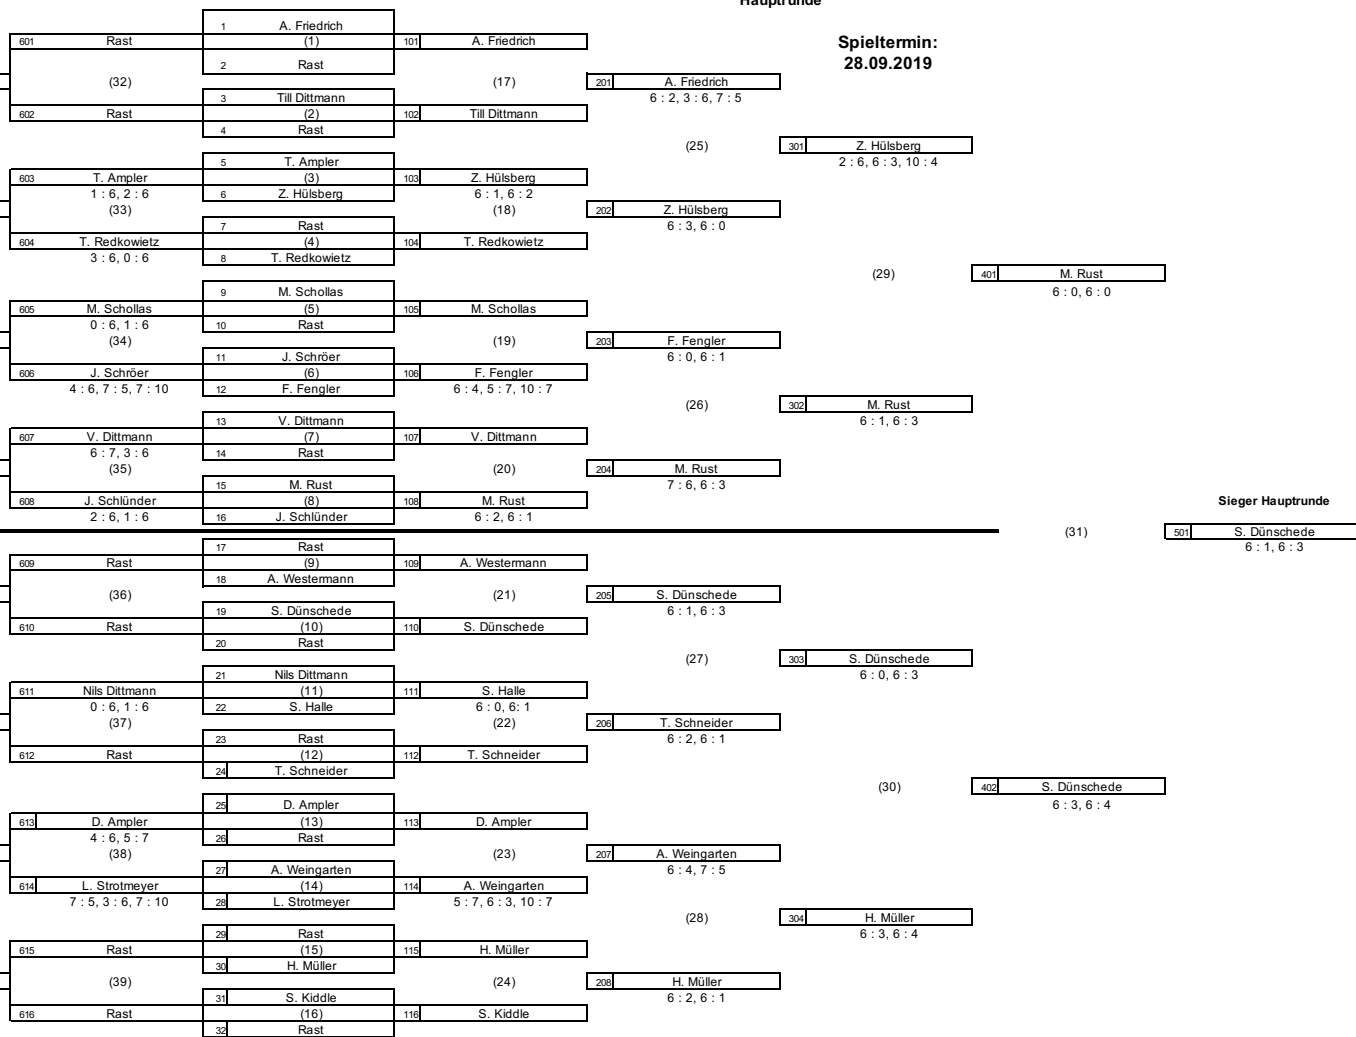 Hauptrunde
1 A. Friedrich
601 Rast (1) 101 A. Friedrich
Spieltermin:
28.09.2019
2 Rast
(32) (17) 201 A. Friedrich
6 : 2, 3 : 6, 7 : 5
3 Till Dittmann
602 Rast (2) 102 Till Dittmann
4 Rast
(25) 301 Z. Hülsberg
2 : 6, 6 : 3, 10 : 4
5 T. Ampler
603 T. Ampler (3) 103 Z. Hülsberg
1 : 6, 2 : 6 6 Z. Hülsberg 6 : 1, 6 : 2
(33) (18) 202 Z. Hülsberg
6 : 3, 6 : 0
7 Rast
604 T. Redkowietz (4) 104 T. Redkowietz
3 : 6, 0 : 6 8 T. Redkowietz
(29) 401 M. Rust
6 : 0, 6 : 0
9 M. Schollas
605 M. Schollas (5) 105 M. Schollas
0 : 6, 1 : 6 10 Rast
(34) (19) 203 F. Fengler
6 : 0, 6 : 1
11 J. Schröer
606 J. Schröer (6) 106 F. Fengler
4 : 6, 7 : 5, 7 : 10 12 F. Fengler 6 : 4, 5 : 7, 10 : 7
(26) 302 M. Rust
6 : 1, 6 : 3
13 V. Dittmann
607 V. Dittmann (7) 107 V. Dittmann
6 : 7, 3 : 6 14 Rast
(35) (20) 204 M. Rust
7 : 6, 6 : 3
15 M. Rust
608 J. Schlünder (8) 108 M. Rust
Sieger Hauptrunde
2 : 6, 1 : 6 16 J. Schlünder 6 : 2, 6 : 1
(31) 501 S. Dünschede
6 : 1, 6 : 3
17 Rast
609 Rast (9) 109 A. Westermann
18 A. Westermann
(36) (21) 205 S. Dünschede
6 : 1, 6 : 3
19 S. Dünschede
610 Rast (10) 110 S. Dünschede
20 Rast
(27) 303 S. Dünschede
6 : 0, 6 : 3
21 Nils Dittmann
611 Nils Dittmann (11) 111 S. Halle
0 : 6, 1 : 6 22 S. Halle 6 : 0, 6: 1
(37) (22) 206 T. Schneider
6 : 2, 6 : 1
23 Rast
612 Rast (12) 112 T. Schneider
24 T. Schneider
(30) 402 S. Dünschede
6 : 3, 6 : 4
25 D. Ampler
613 D. Ampler (13) 113 D. Ampler
4 : 6, 5 : 7 26 Rast
(38) (23) 207 A. Weingarten
6 : 4, 7 : 5
27 A. Weingarten
614 L. Strotmeyer (14) 114 A. Weingarten
7 : 5, 3 : 6, 7 : 10 28 L. Strotmeyer 5 : 7, 6 : 3, 10 : 7
(28) 304 H. Müller
6 : 3, 6 : 4
29 Rast
615 Rast (15) 115 H. Müller
30 H. Müller
(39) (24) 208 H. Müller
6 : 2, 6 : 1
31 S. Kiddle
616 Rast (16) 116 S. Kiddle
32 Rast